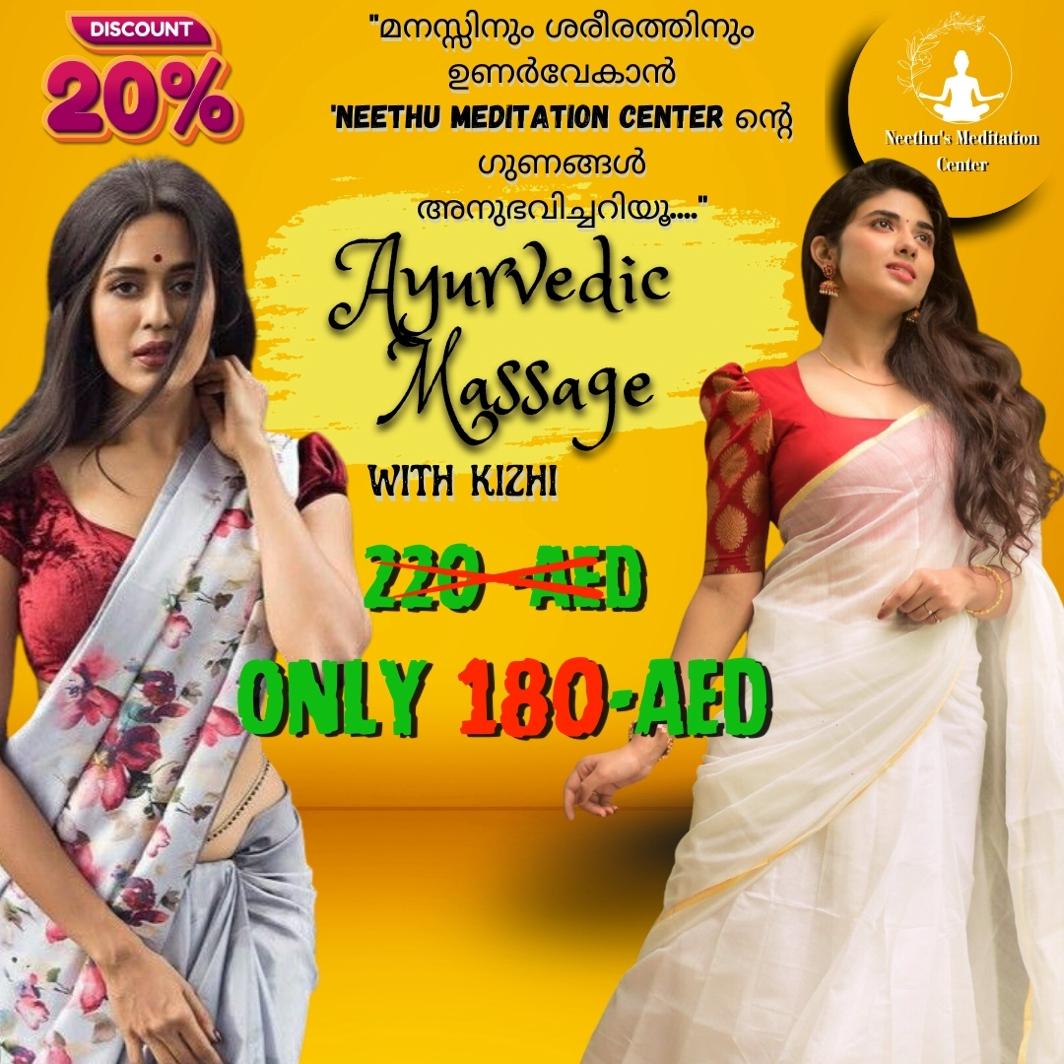 DISCOUNT
20%
"മനസ്സിനും ശരീരത്തിനും
ഉണർവേകാൻ
'NEETHU MEDITATION CENTER ന്റെ
ഗുണങ്ങൾ
അനുഭവിച്ചറിയൂ...."
Neethu's Meditation
Center
Ayurvedic
Massage
WITH KIZHI
220 AED
ONLY 180-AED